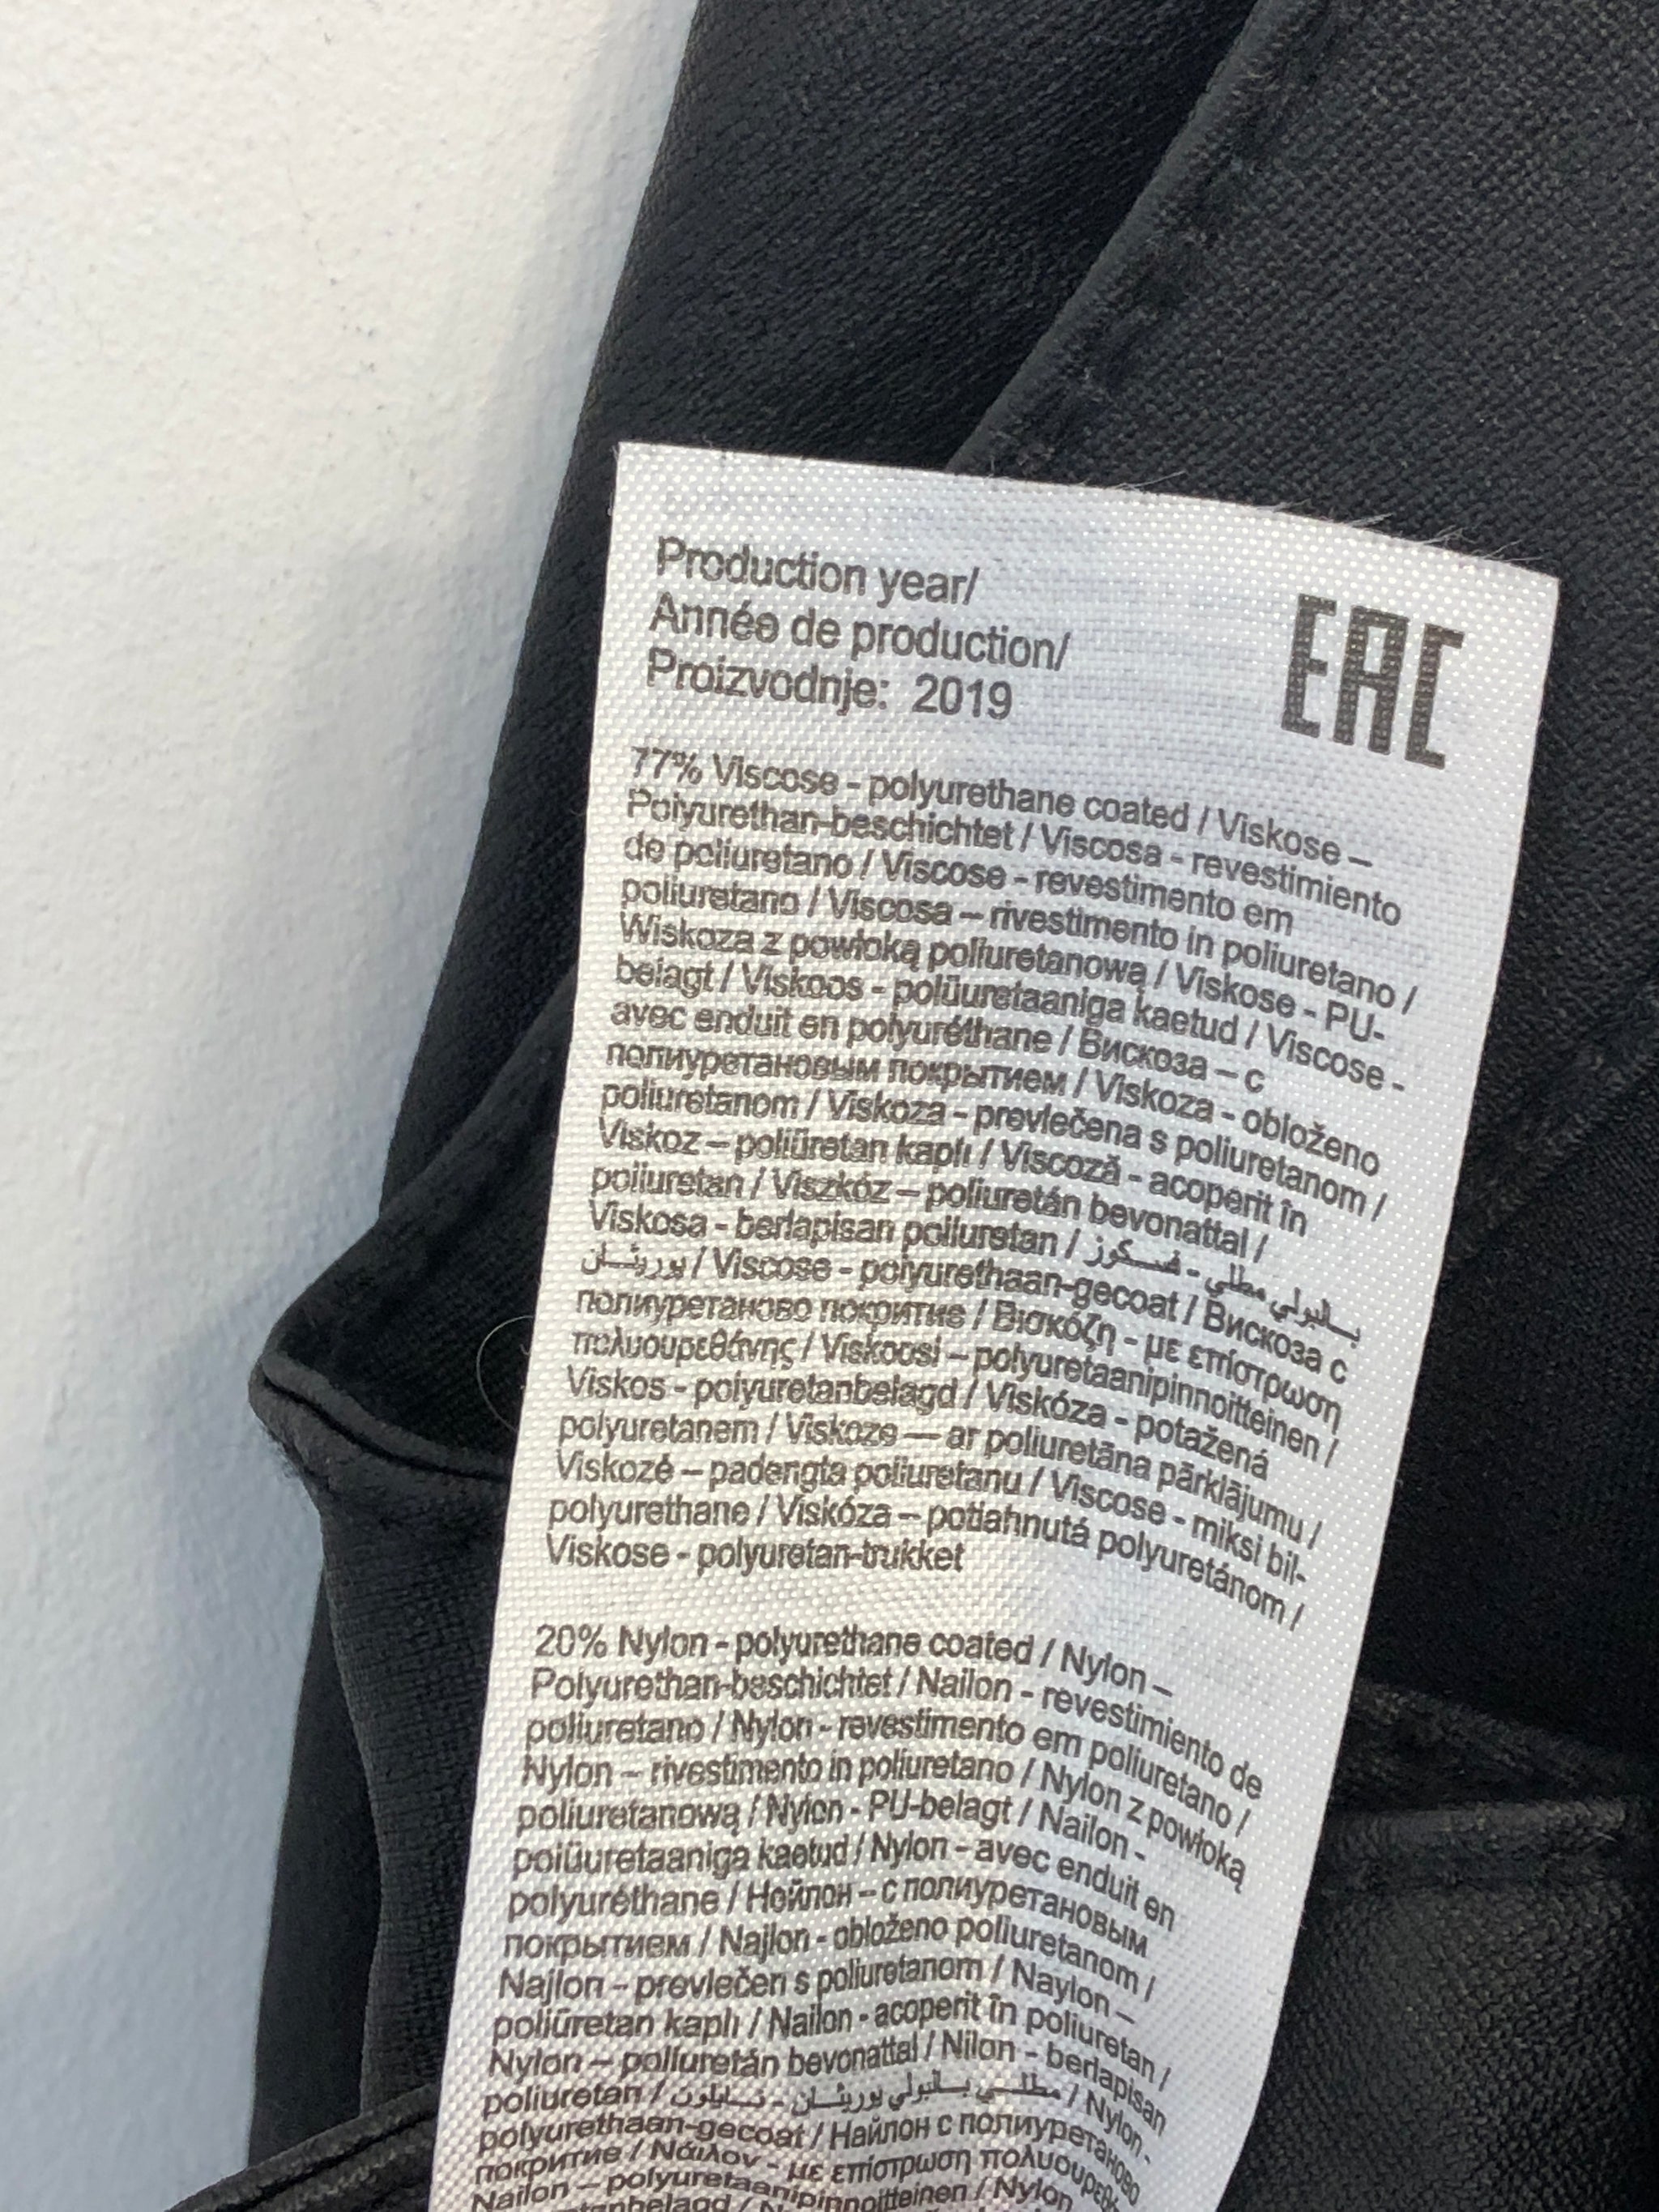 Production year/
Année de production/
Proizvodnje: 2019
EAC
77% Viscose - polyurethane coated / Viskose –
Polyurethan-beschichtet / Viscosa - revestimiento
de poliuretano / Viscose - revestimento em
poliuretano / Viscosa – rivestimento in poliuretano /
Wiskoza z powłoką poliuretanową / Viskose - PU-
belagt / Viskoos - polüuretaaniga kaetud / Viscose -
avec enduit en polyuréthane / Вискоза – с
полиуретановым покрытием / Viskoza - obloženo
poliuretanom / Viskoza - prevlečena s poliuretanom /
Viskoz – poliüretan kaplı / Viscoză - acoperit în
poliuretan / Viszkóz – poliuretán bevonattal /
Viskosa - berlapisan poliuretan / فسكوز - مطلي بالبولي
يوريثان / Viscose - polyurethaan-gecoat / Вискоза с
полиуретаново покритие / Βισκόζη - με επίστρωση
πολυουρεθάνης / Viskoosi – polyuretaanipinnoitteinen /
Viskos - polyuretanbelagd / Viskóza - potažená
polyuretanem / Viskoze — ar poliuretāna pārklājumu /
Viskozė – padengta poliuretanu / Viscose - miksi bil-
polyurethane / Viskóza – potiahnutá polyuretánom /
Viskose - polyuretan-trukket
20% Nylon - polyurethane coated / Nylon –
Polyurethan-beschichtet / Nailon - revestimiento de
poliuretano / Nylon - revestimento em poliuretano /
Nylon – rivestimento in poliuretano / Nylon z powłoką
poliuretanową / Nylon - PU-belagt / Nailon -
polüuretaaniga kaetud / Nylon - avec enduit en
polyuréthane / Нейлон – с полиуретановым
покрытием / Najlon - obloženo poliuretanom /
Najlon – prevlečen s poliuretanom / Naylon –
poliüretan kaplı / Nailon - acoperit în poliuretan /
Nylon – poliuretán bevonattal / Nilon - berlapisan
poliuretan / نايلون - مطلي بالبولي يوريثان / Nylon -
polyurethaan-gecoat / Найлон с полиуретаново
покритие / Νάιλον - με επίστρωση
Nailon – polyuretaanipinnoitteinen / Nylon